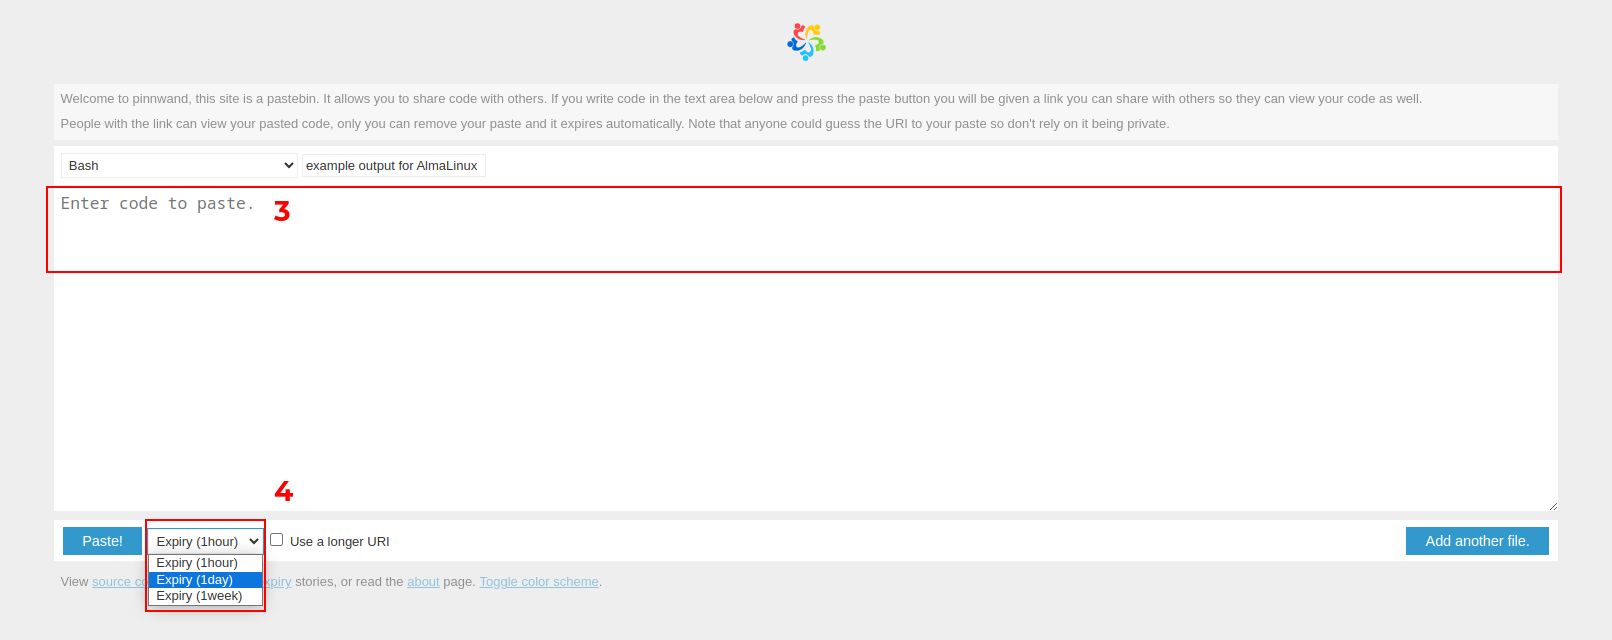 Welcome to pinnwand, this site is a pastebin. It allows you to share code with others. If you write code in the text area below and press the paste button you will be given a link you can share with others so they can view your code as well.
People with the link can view your pasted code, only you can remove your paste and it expires automatically. Note that anyone could guess the URI to your paste so don't rely on it being private.
Bash example output for AlmaLinux
Enter code to paste. 3
4
Paste! Expiry (1hour) Use a longer URI Add another file.
Expiry (1hour)
Expiry (1day)
Expiry (1week)
View source stories, or read the about page. Toggle color scheme.